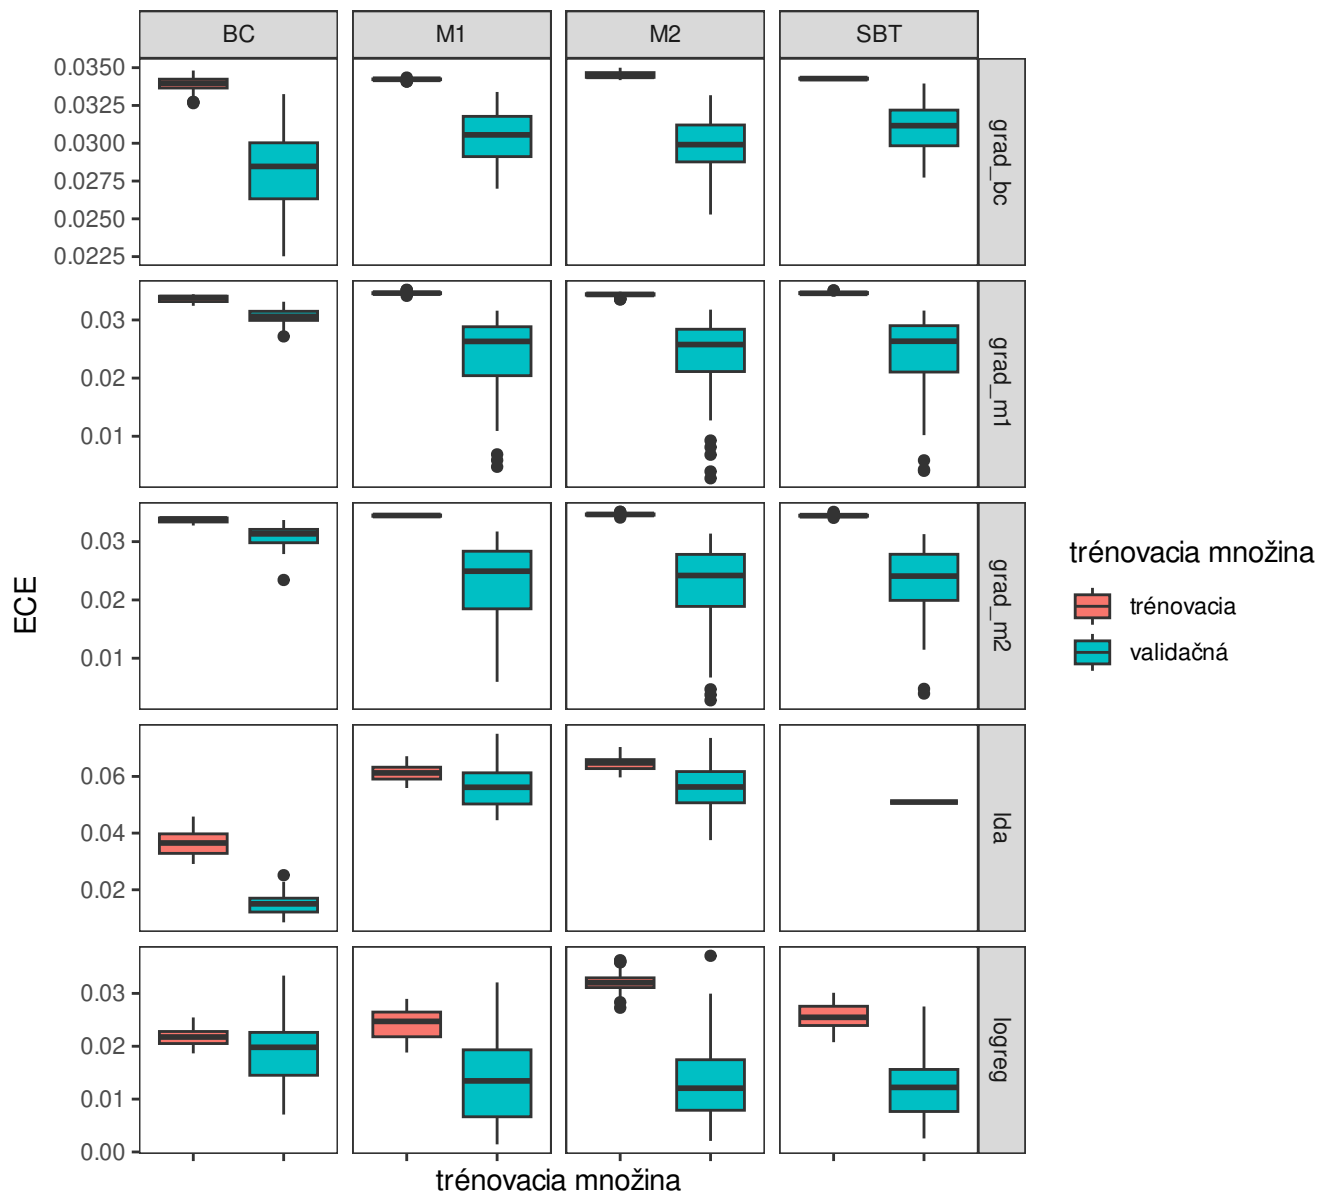 BC
M1
M2
SBT
0.0350
0.0325
0.0300
0.0275
0.0250
0.0225
grad_bc
0.03
0.02
0.01
grad_m1
0.03
0.02
0.01
grad_m2
0.06
0.04
0.02
lda
0.03
0.02
0.01
0.00
logreg
ECE
trénovacia množina
trénovacia množina
trénovacia
validačná